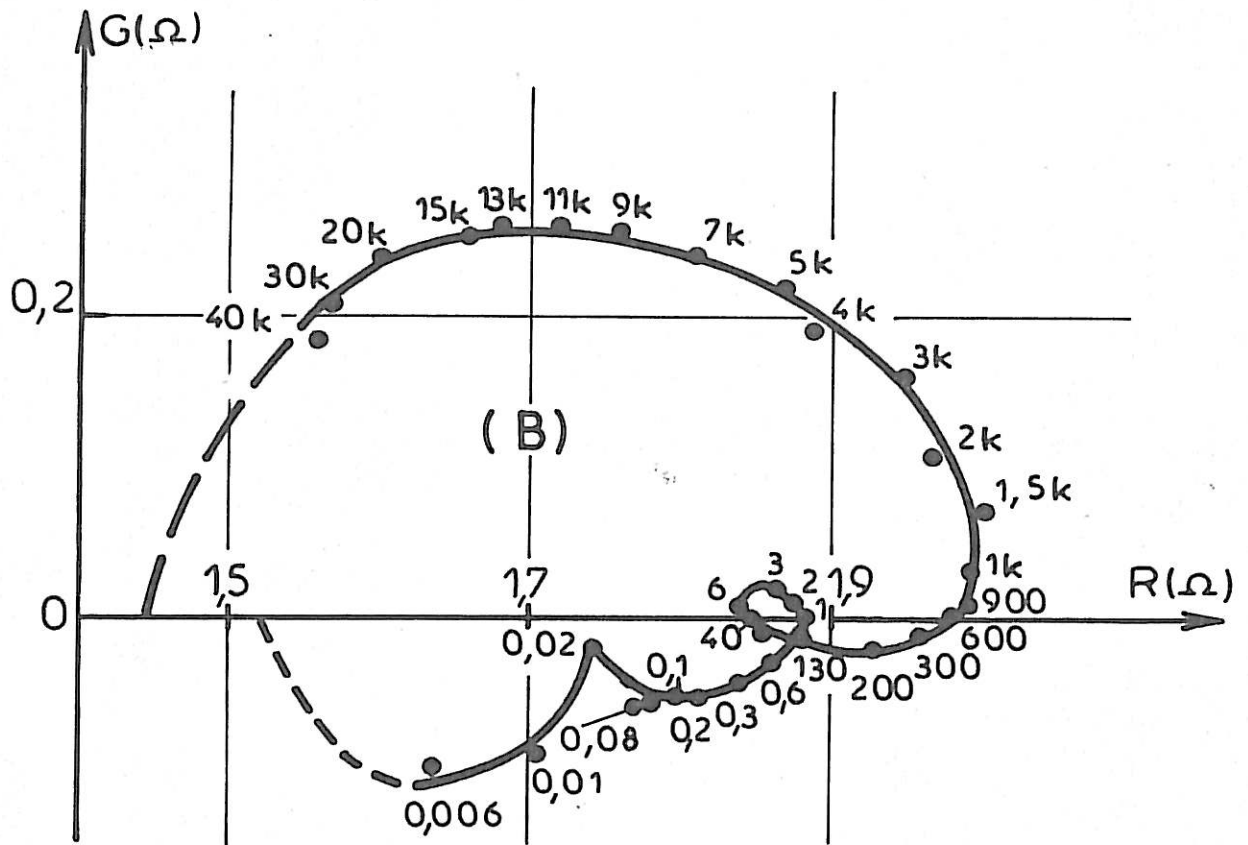 G(Ω)
13k 11k 9k
15k
20k 7k
30k 5k
0,2
40k 4k
3k
(B)
2k
1,5k
1,5 1,7 3 2 1,9 1k R(Ω)
6
0 1 900
40 600
0,02 130 300
0,1 0,6 200
0,3
0,08 0,2
0,01
0,006